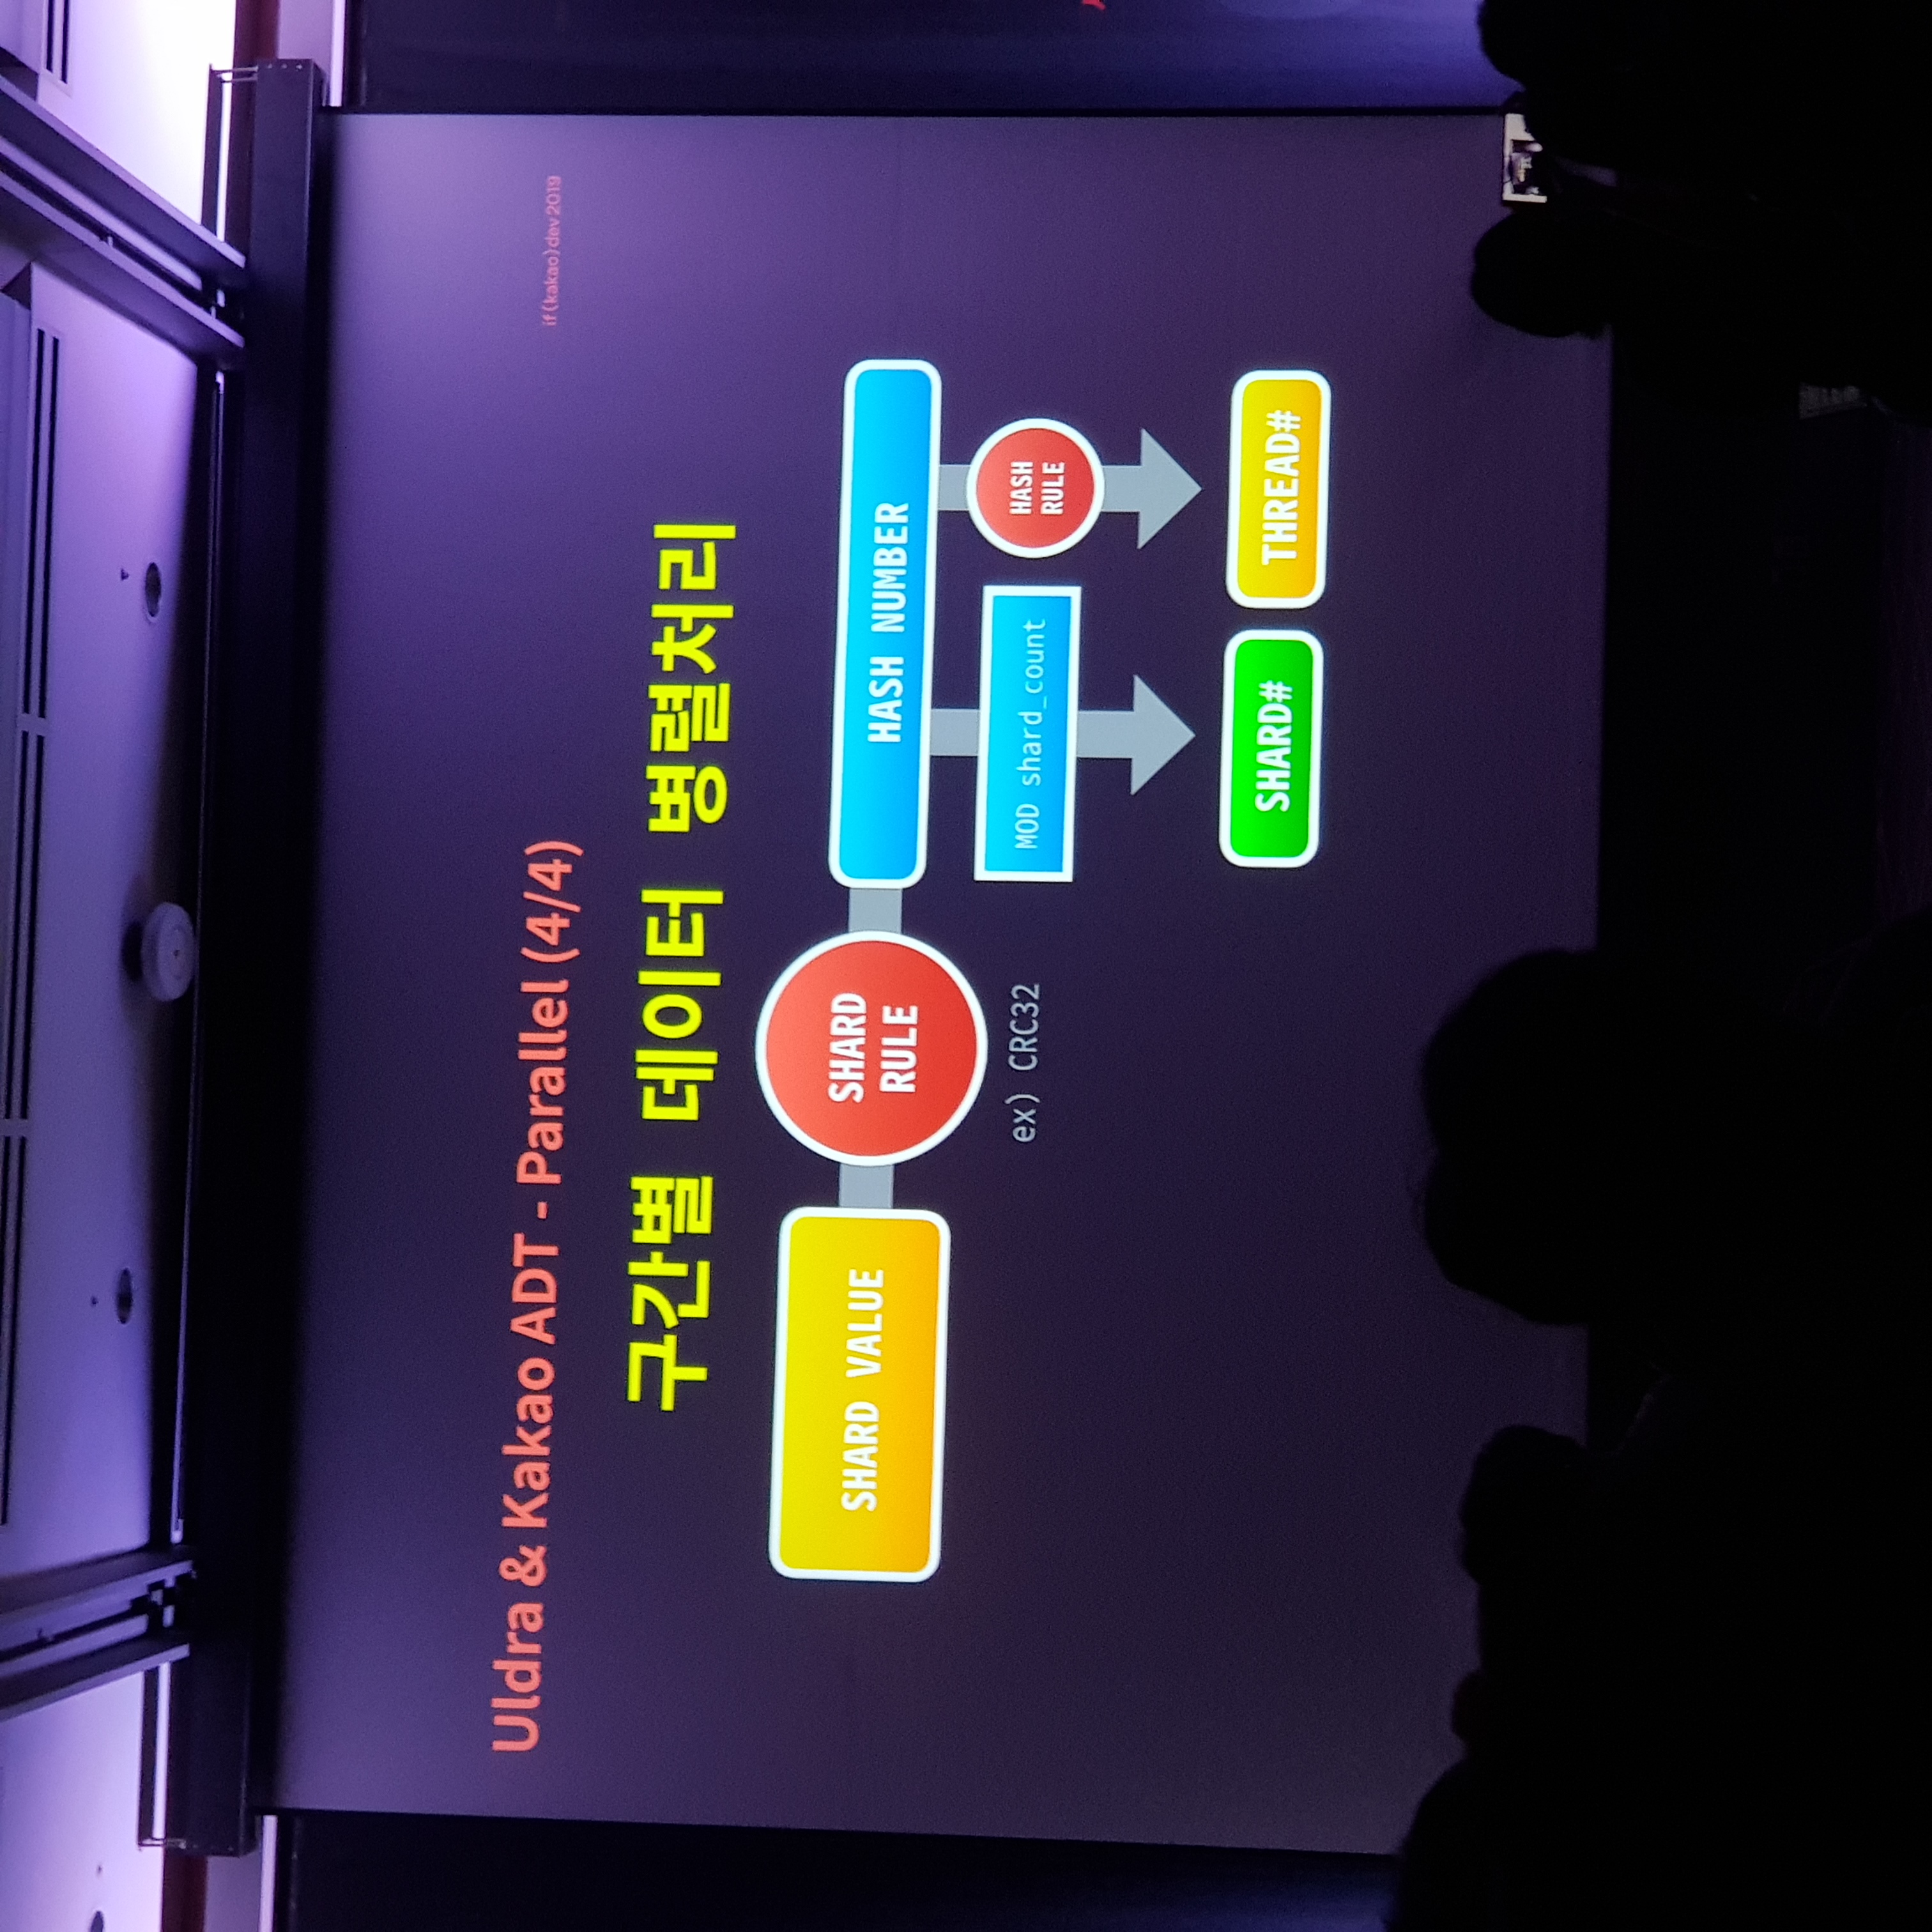 Uldra & Kakao ADT - Parallel (4/4)
if(kakao)dev2019
구간별 데이터 병렬처리
SHARD VALUE
SHARD
RULE
HASH NUMBER
ex) CRC32
MOD shard_count
HASH
RULE
SHARD#
THREAD#